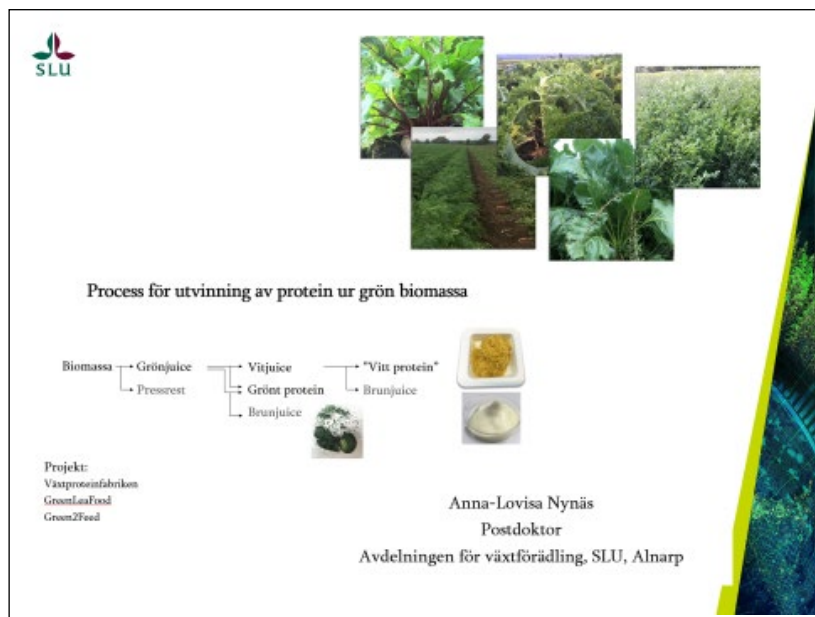 SLU
Process för utvinning av protein ur grön biomassa
Biomassa Grönjuice Vitjuice "Vitt protein"
Pressrest Grönt protein Brunjuice
Brunjuice
Projekt:
Växtproteinfabriken
GreenLeaFood
Green2Feed
Anna-Lovisa Nynäs
Postdoktor
Avdelningen för växtförädling, SLU, Alnarp